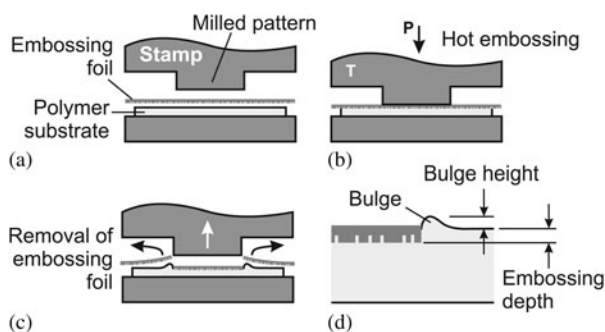 Milled pattern
Embossing
foil
Stamp
Polymer
substrate
(a)
P
Hot embossing
T
(b)
Removal of
embossing
foil
(c)
Bulge height
Bulge
Embossing
depth
(d)